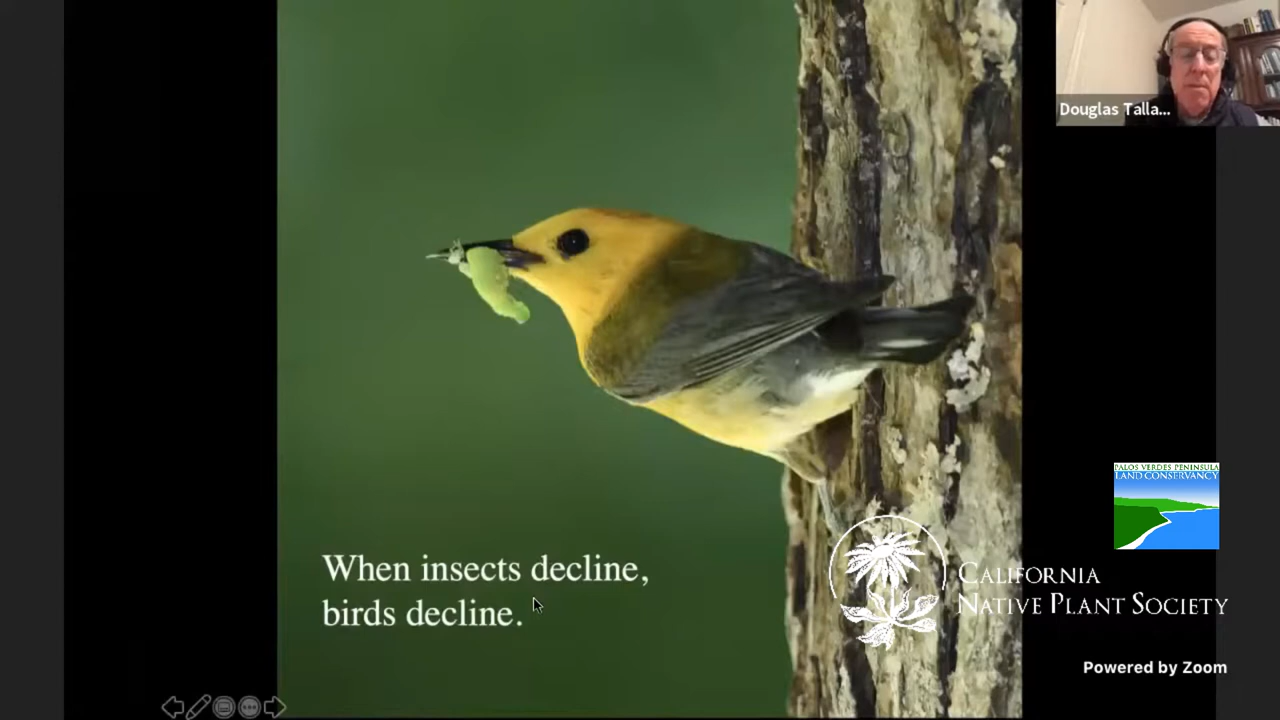 Douglas Talla...
When insects decline,
birds decline.
PALOS VERDES PENINSULA
LAND CONSERVANCY
CALIFORNIA
NATIVE PLANT SOCIETY
Powered by Zoom